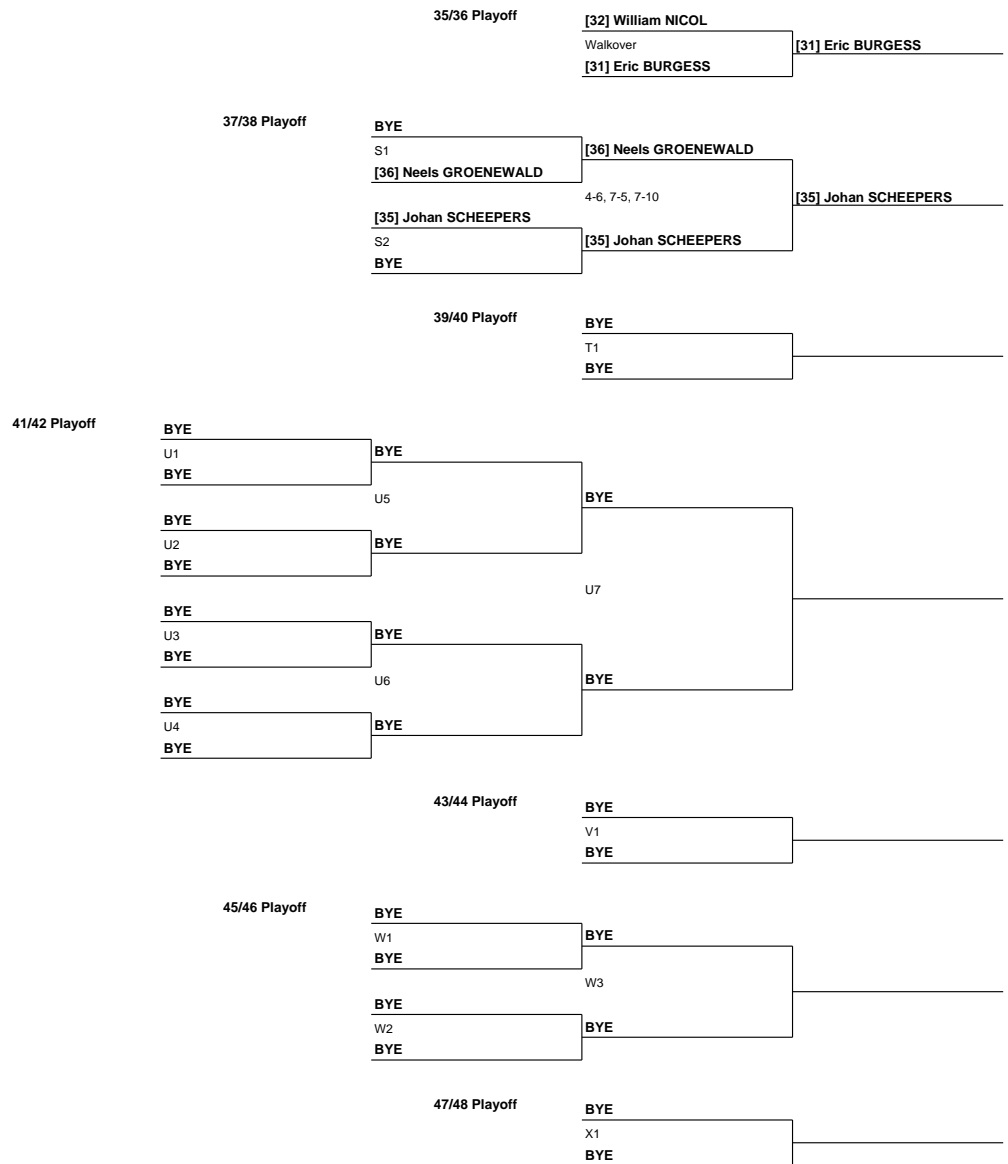 35/36 Playoff
[32] William NICOL
Walkover
[31] Eric BURGESS
[31] Eric BURGESS
37/38 Playoff
BYE
S1
[36] Neels GROENEWALD
[36] Neels GROENEWALD
4-6, 7-5, 7-10
[35] Johan SCHEEPERS
[35] Johan SCHEEPERS
S2
[35] Johan SCHEEPERS
BYE
39/40 Playoff
BYE
T1
BYE
41/42 Playoff
BYE
U1
BYE
BYE
U5
BYE
BYE
U2
BYE
BYE
U7
BYE
U3
BYE
BYE
U6
BYE
BYE
U4
BYE
BYE
43/44 Playoff
BYE
V1
BYE
45/46 Playoff
BYE
W1
BYE
BYE
W3
BYE
W2
BYE
BYE
47/48 Playoff
BYE
X1
BYE